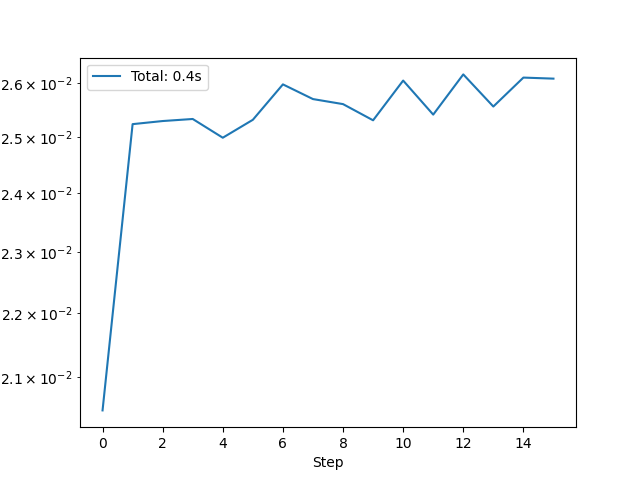 Total: 0.4s
2.6 × 10⁻²
2.5 × 10⁻²
2.4 × 10⁻²
2.3 × 10⁻²
2.2 × 10⁻²
2.1 × 10⁻²
0 2 4 6 8 10 12 14
Step